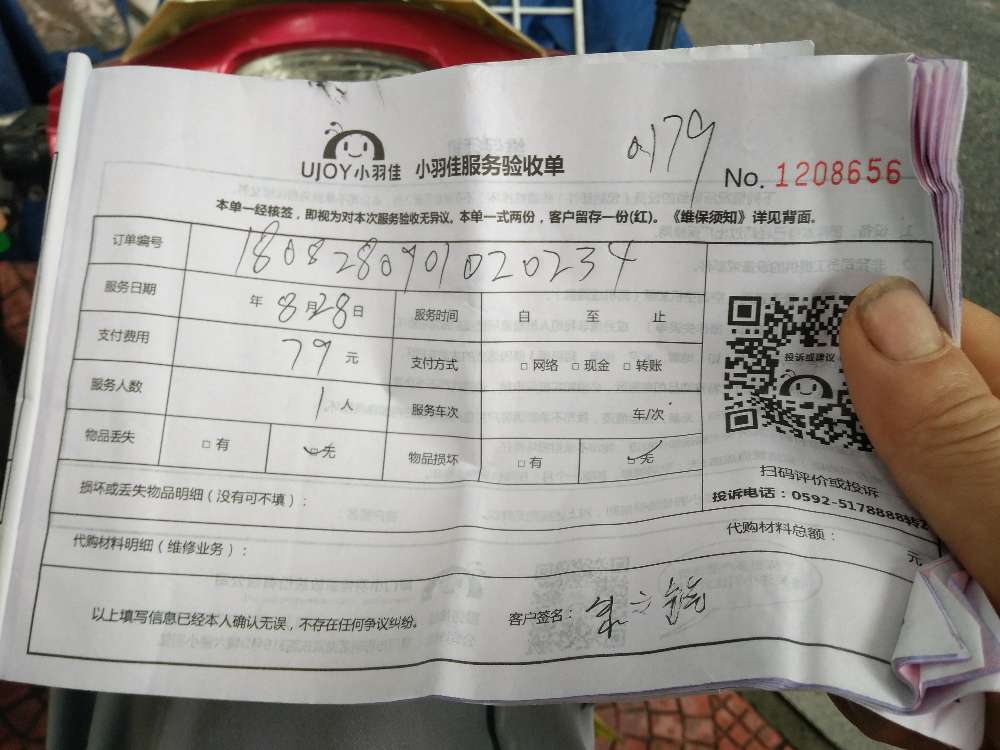 UJOY小羽佳 小羽佳服务验收单
No. 1208656
本单一经核签，即视为对本次服务验收无异议。本单一式两份，客户留存一份(红)。《维保须知》详见背面。
订单编号 1808280901020234
服务日期 年 8 月 28 日 服务时间 自 至 止
支付费用 79 元 支付方式 □ 网络 □ 现金 □ 转账
服务人数 1 人 服务车次 车/次
物品丢失 □ 有 □ 无 物品损坏 □ 有 □ 无
投诉或建议
扫码评价或投诉
投诉电话：0592-5178888转2
损坏或丢失物品明细（没有可不填）：
代购材料明细（维修业务）：
代购材料总额： 元
以上填写信息已经本人确认无误，不存在任何争议纠纷。
客户签名：